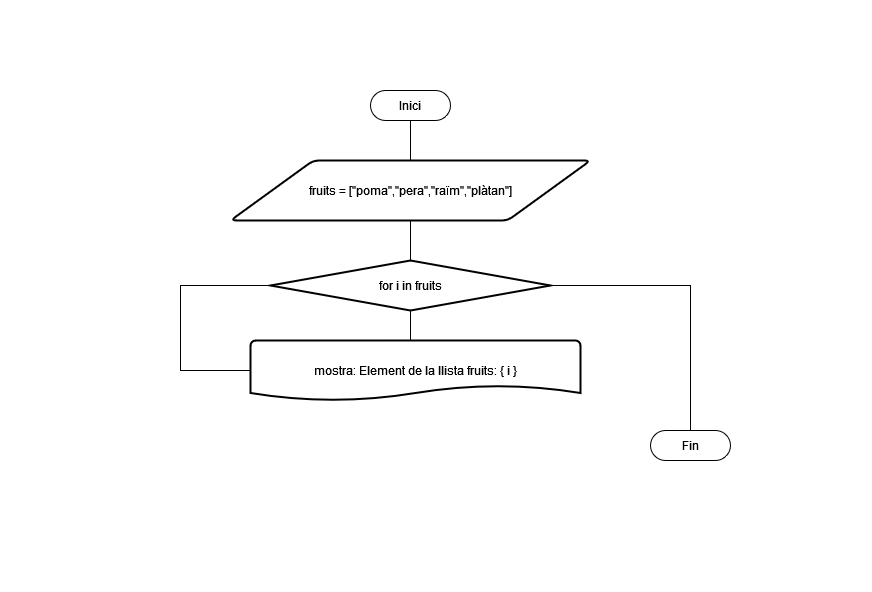 Inici
fruits = ["poma","pera","raïm","plàtan"]
for i in fruits
mostra: Element de la llista fruits: { i }
Fin